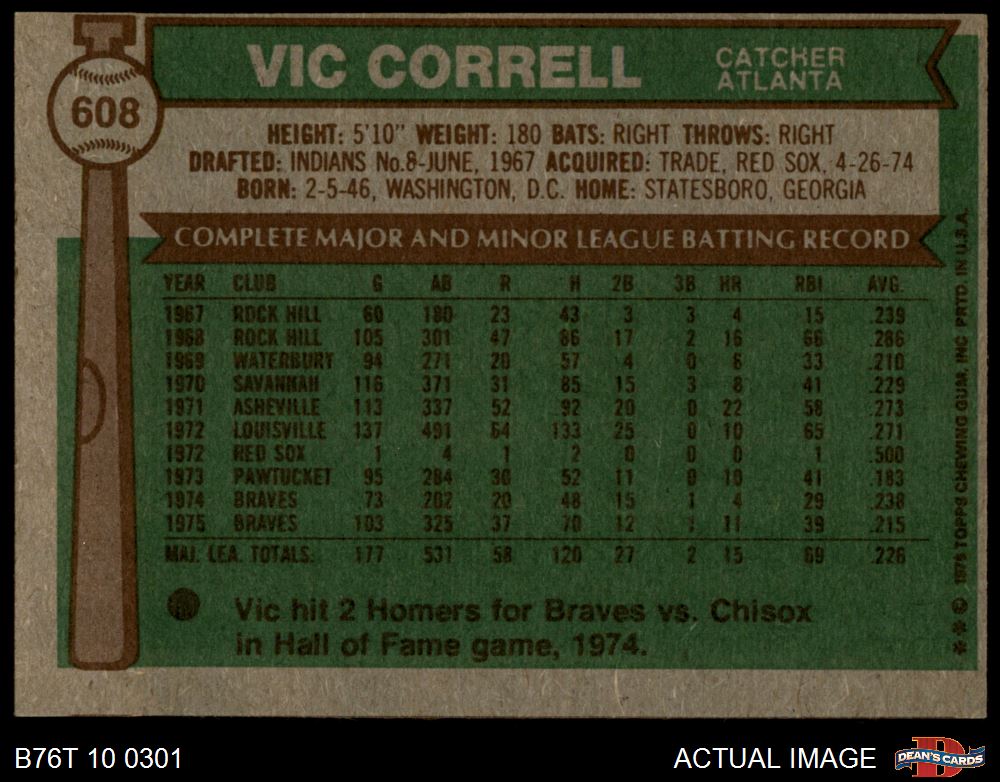 608
VIC CORRELL
CATCHER
ATLANTA
HEIGHT: 5'10" WEIGHT: 180 BATS: RIGHT THROWS: RIGHT
DRAFTED: INDIANS No.8-JUNE, 1967 ACQUIRED: TRADE, RED SOX, 4-26-74
BORN: 2-5-46, WASHINGTON, D.C. HOME: STATESBORO, GEORGIA
COMPLETE MAJOR AND MINOR LEAGUE BATTING RECORD
YEAR CLUB G AB R H 2B 3B HR RBI AVG.
1967 ROCK HILL 60 180 23 43 3 3 4 15 .239
1968 ROCK HILL 105 301 47 86 17 2 16 66 .286
1969 WATERBURY 94 271 20 57 4 0 6 33 .210
1970 SAVANNAH 116 371 31 85 15 3 8 41 .229
1971 ASHEVILLE 113 337 52 92 20 0 22 58 .273
1972 LOUISVILLE 137 491 64 133 25 0 10 65 .271
1972 RED SOX 1 4 1 2 0 0 0 1 .500
1973 PAWTUCKET 95 284 30 52 11 0 10 41 .183
1974 BRAVES 73 202 20 48 15 1 4 29 .238
1975 BRAVES 103 325 37 70 12 1 11 39 .215
MAJ. LEA. TOTALS: 177 531 58 120 27 2 15 69 .226
Vic hit 2 Homers for Braves vs. Chisox
in Hall of Fame game, 1974.
* * © 1976 TOPPS CHEWING GUM, INC PRTD. IN U.S.A.
B76T 10 0301
ACTUAL IMAGE
DEAN'S CARDS